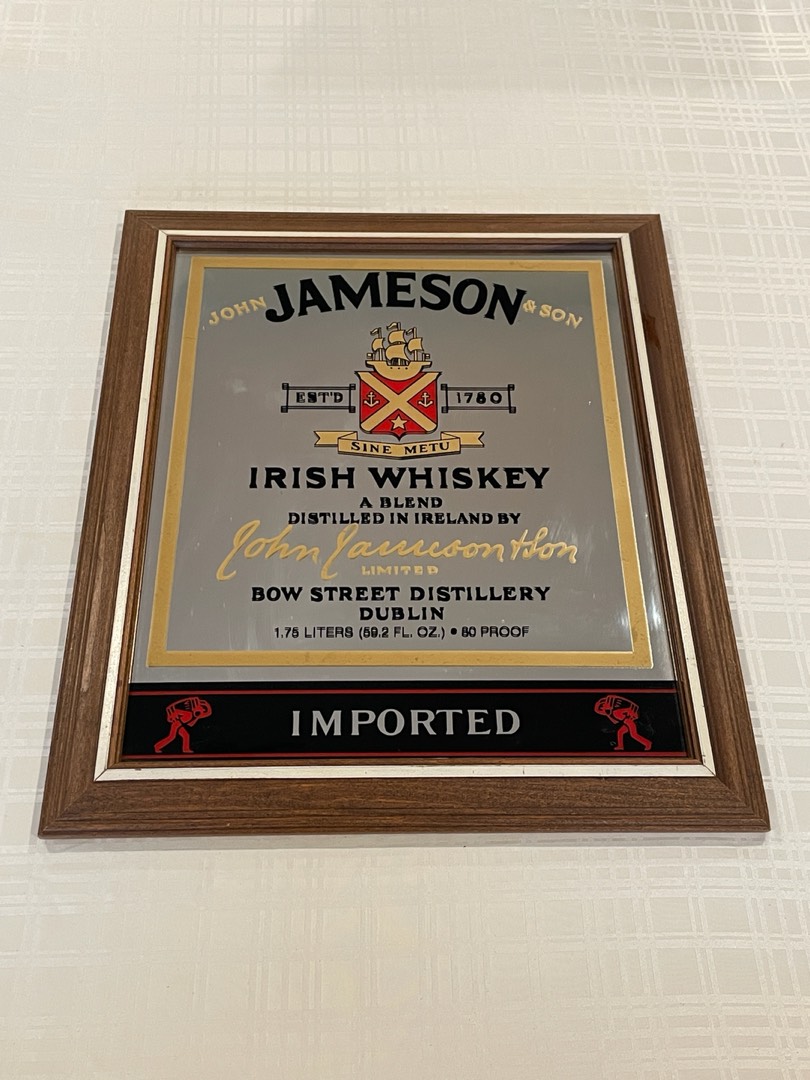 JOHN JAMESON & SON
EST'D 1780
SINE METU
IRISH WHISKEY
A BLEND
DISTILLED IN IRELAND BY
John Jameson & Son
LIMITED
BOW STREET DISTILLERY
DUBLIN
1.75 LITERS (59.2 FL. OZ.) • 80 PROOF
IMPORTED